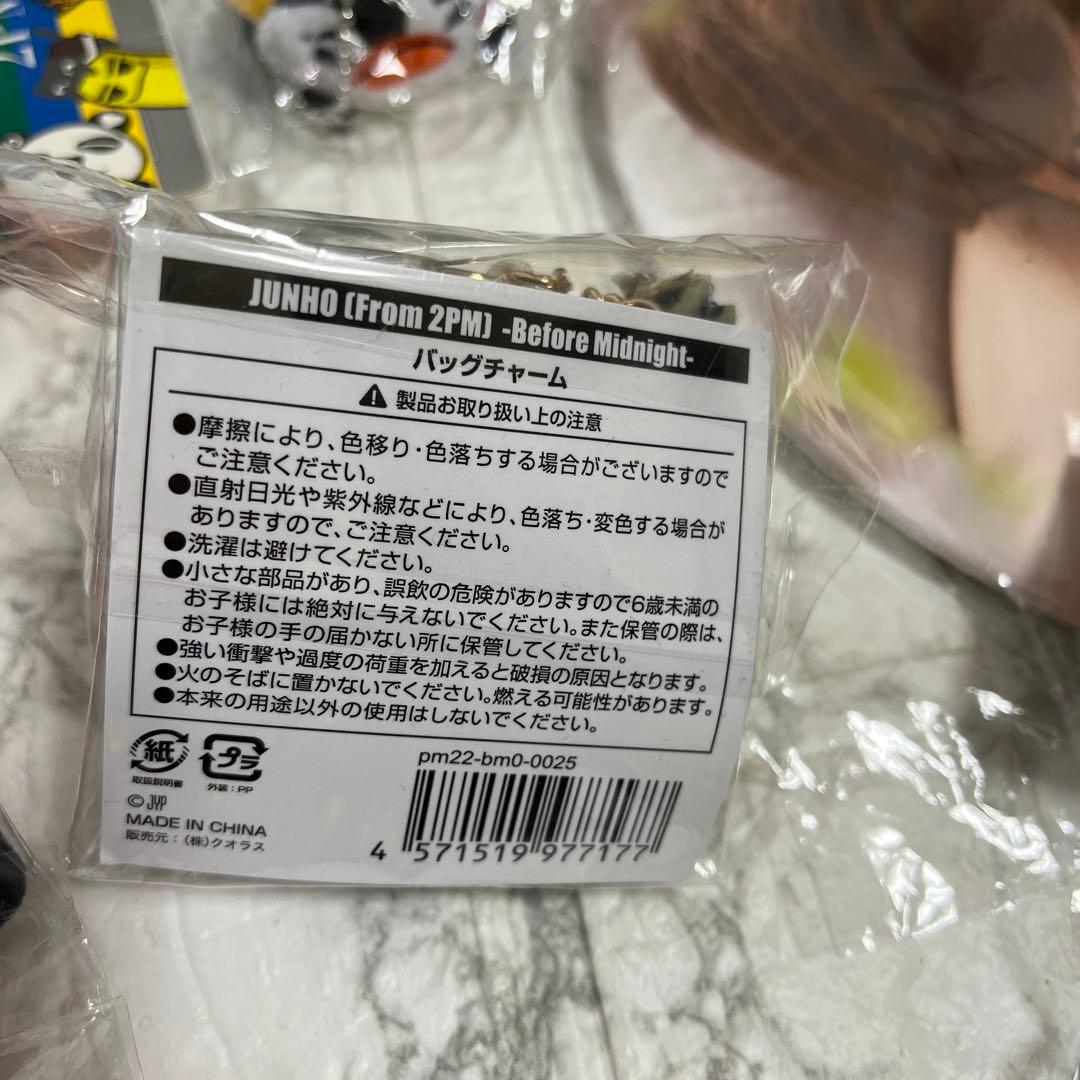 JUNHO (From 2PM) -Before Midnight-
バッグチャーム
製品お取り扱い上の注意
●摩擦により、色移り・色落ちする場合がございますので
ご注意ください。
●直射日光や紫外線などにより、色落ち・変色する場合が
ありますので、ご注意ください。
●洗濯は避けてください。
●小さな部品があり、誤飲の危険がありますので6歳未満の
お子様には絶対に与えないでください。また保管の際は、
お子様の手の届かない所に保管してください。
●強い衝撃や過度の荷重を加えると破損の原因となります。
●火のそばに置かないでください。燃える可能性があります。
●本来の用途以外の使用はしないでください。
紙
取扱説明書
プラ
外装:PP
pm22-bm0-0025
© JYP
MADE IN CHINA
販売元:(株)クオラス
4 571519 977177